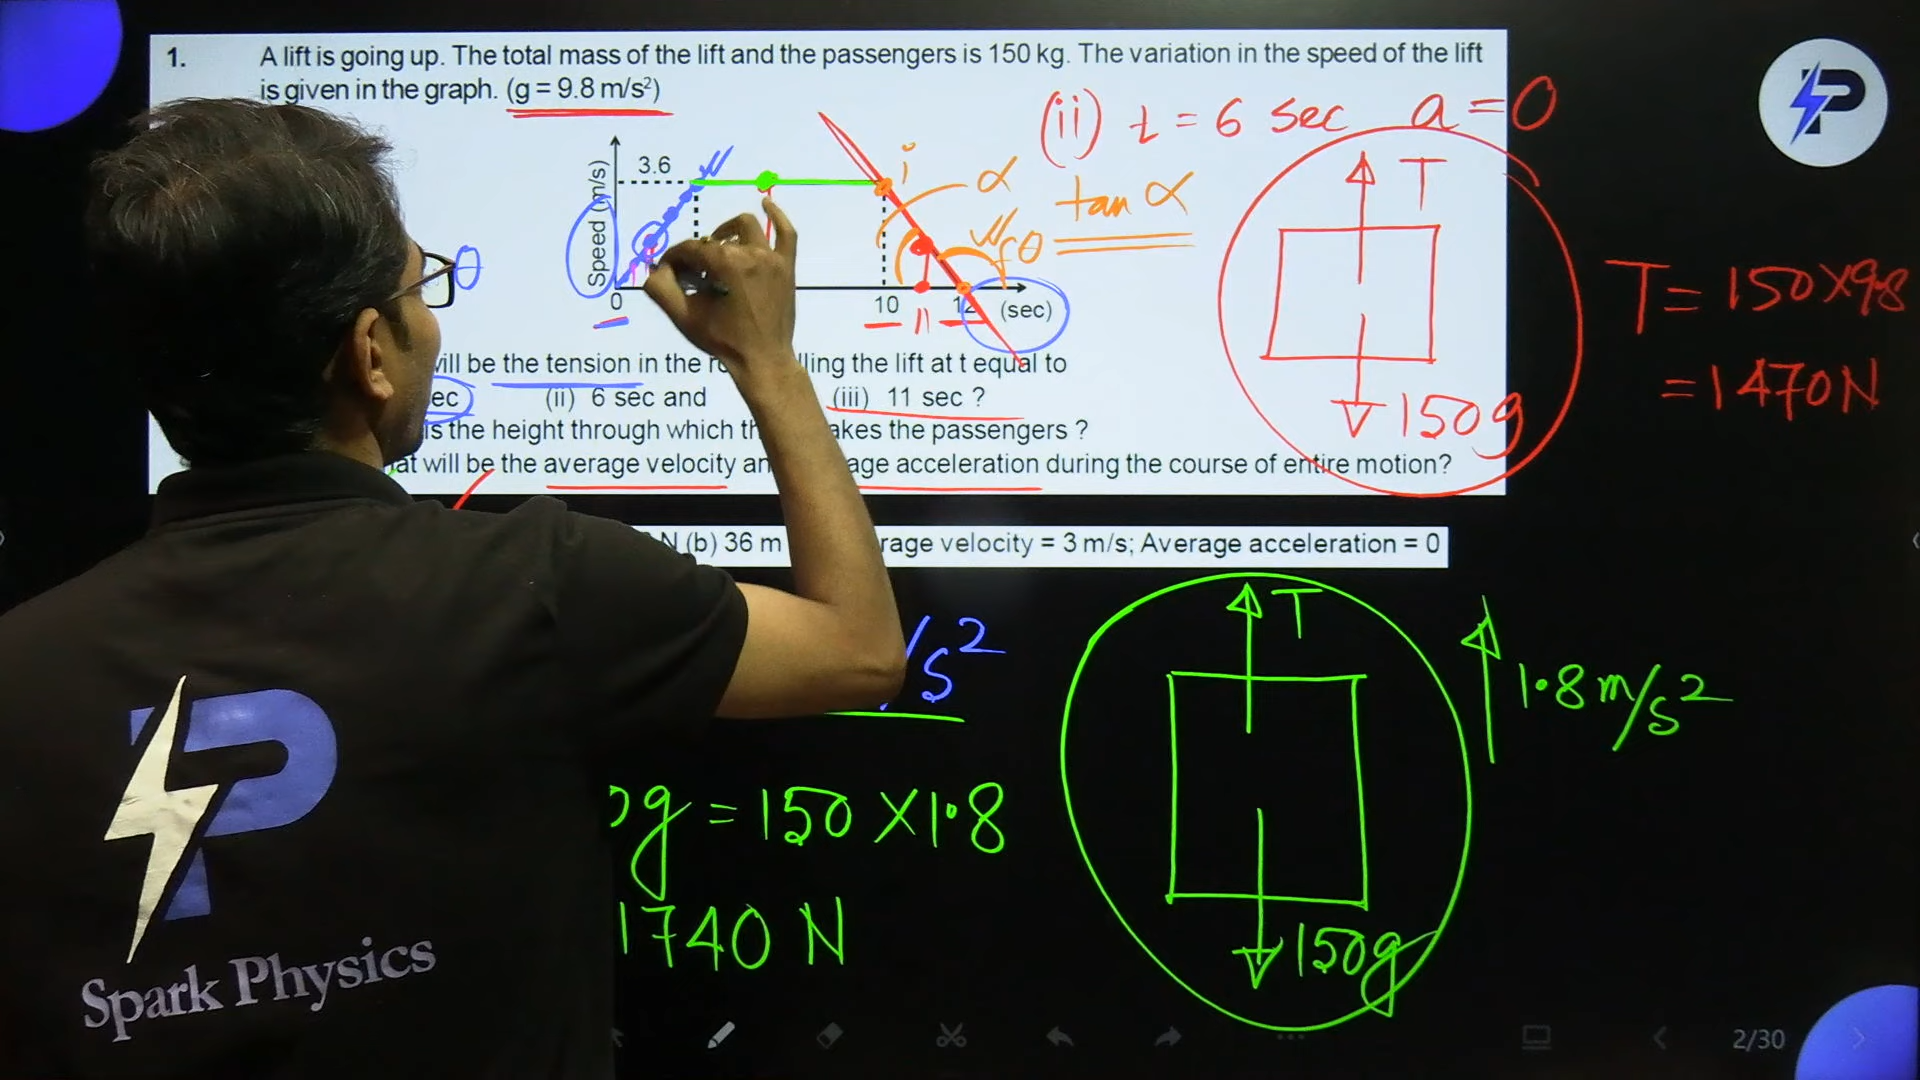 1. A lift is going up. The total mass of the lift and the passengers is 150 kg. The variation in the speed of the lift
is given in the graph. (g = 9.8 m/s²)
(ii) t = 6 sec a = 0
3.6
Speed (m/s)
i
α
tan α
f
θ
θ
0
10
11
12
(sec)
T
150g
T = 150×9.8
= 1470N
will be the tension in the lling the lift at t equal to
ec (ii) 6 sec and (iii) 11 sec ?
is the height through which th akes the passengers ?
at will be the average velocity an age acceleration during the course of entire motion?
N (b) 36 m rage velocity = 3 m/s; Average acceleration = 0
/s²
g = 150 × 1.8
1740 N
T
150g
1.8 m/s²
P
Spark Physics
2/30